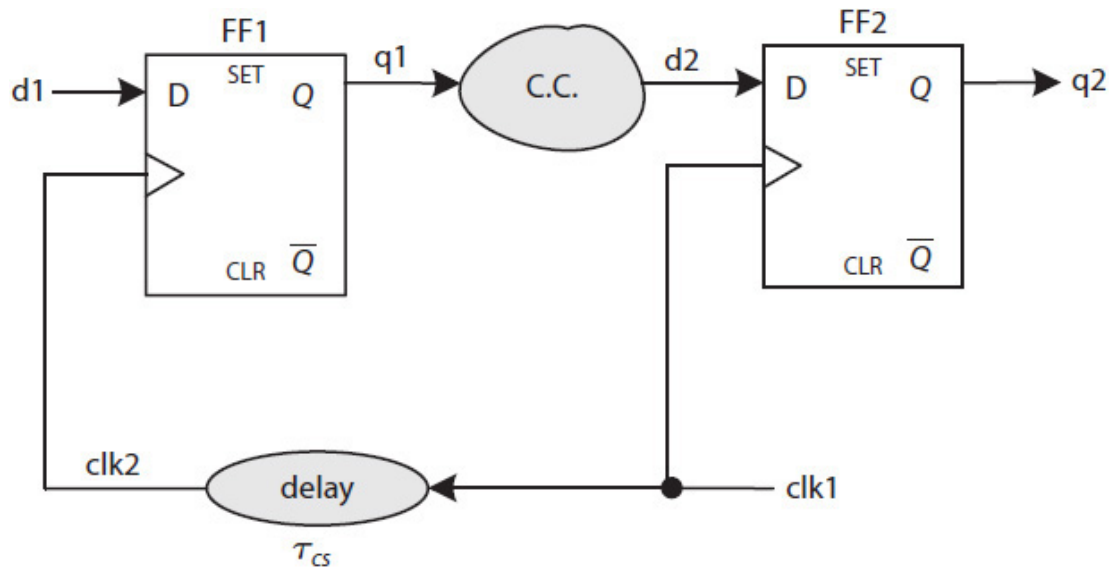 FF1
FF2
d1
D
SET
Q
q1
C.C.
d2
D
SET
Q
q2
CLR
Q̅
CLR
Q̅
clk2
delay
clk1
τcs